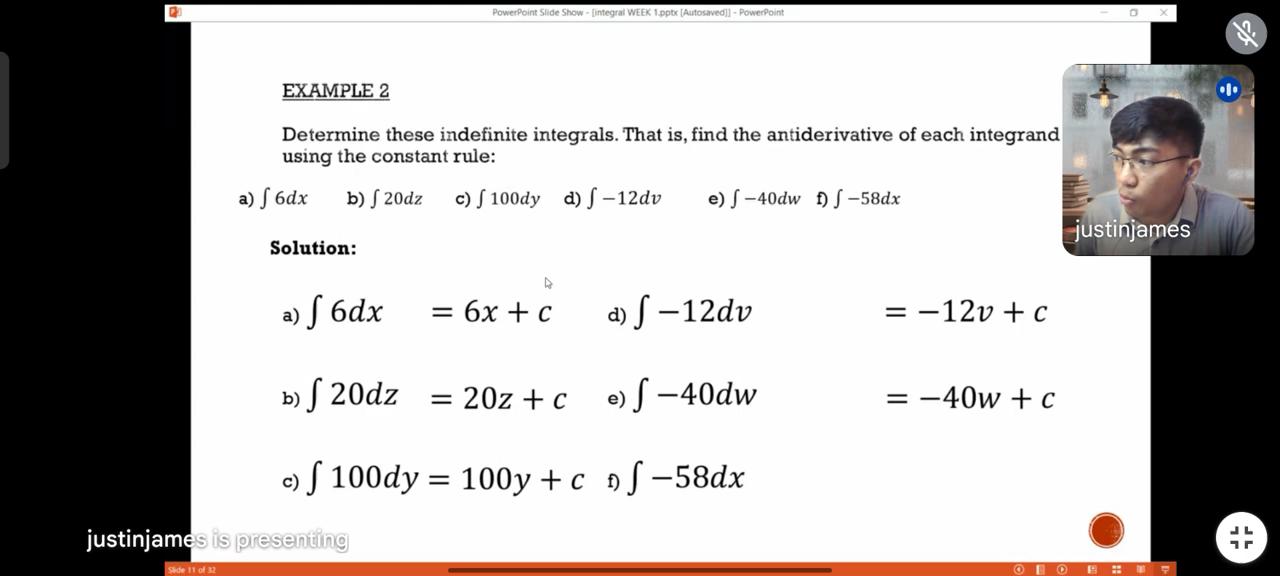 PowerPoint Slide Show - [integral WEEK 1.pptx [Autosaved]] - PowerPoint
EXAMPLE 2
Determine these indefinite integrals. That is, find the antiderivative of each integrand
using the constant rule:
a) ∫ 6dx b) ∫ 20dz c) ∫ 100dy d) ∫ −12dv e) ∫ −40dw f) ∫ −58dx
Solution:
a) ∫ 6dx = 6x + c d) ∫ −12dv = −12v + c
b) ∫ 20dz = 20z + c e) ∫ −40dw = −40w + c
c) ∫ 100dy = 100y + c f) ∫ −58dx
justinjames
justinjames is presenting
Slide 11 of 32